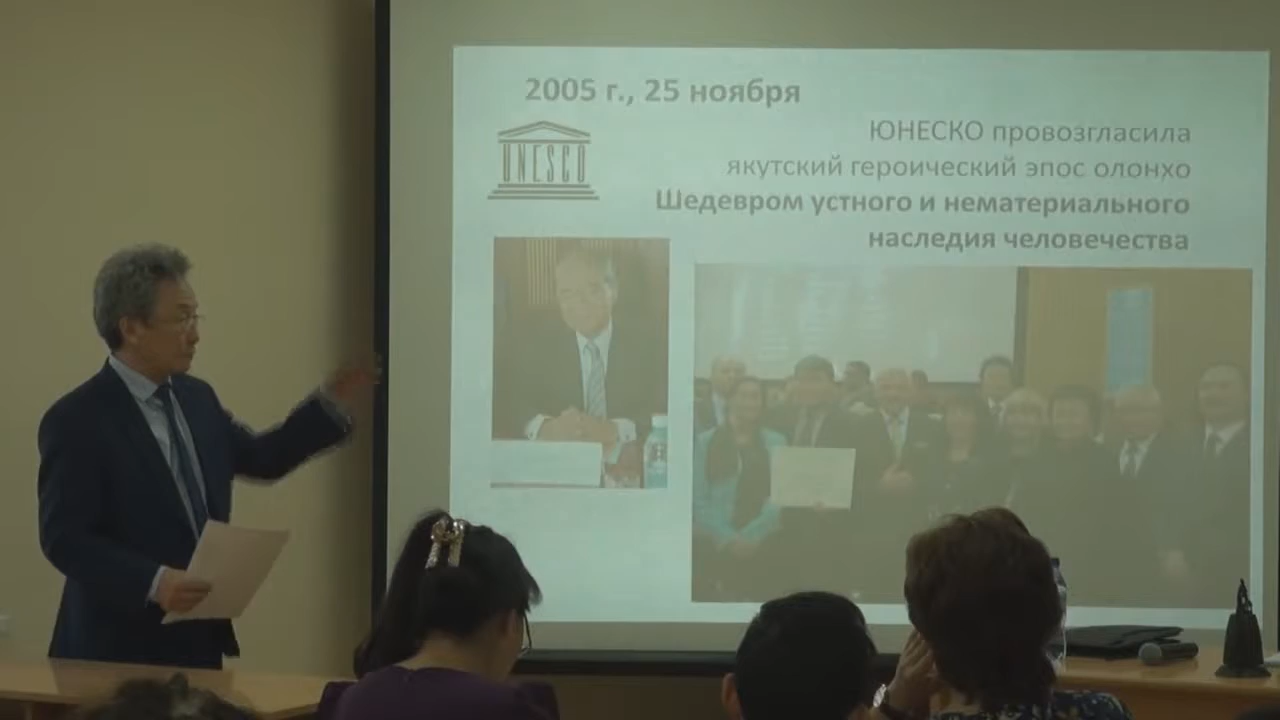 2005 г., 25 ноября
UNESCO
ЮНЕСКО провозгласила
якутский героический эпос олонхо
Шедевром устного и нематериального
наследия человечества